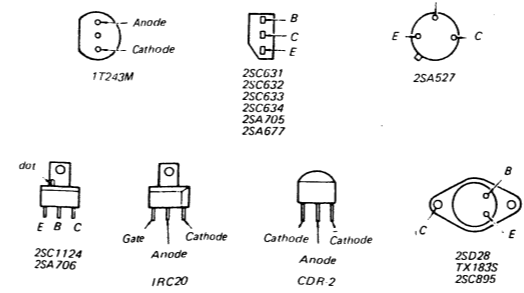 Anode
Cathode
1T243M
B
C
E
2SC631
2SC632
2SC633
2SC634
2SA705
2SA677
E
C
2SA527
dot
E B C
2SC1124
2SA706
Gate
Cathode
Anode
IRC20
Cathode
Cathode
Anode
CDR-2
B
C
E
2SD28
TX183S
2SC895